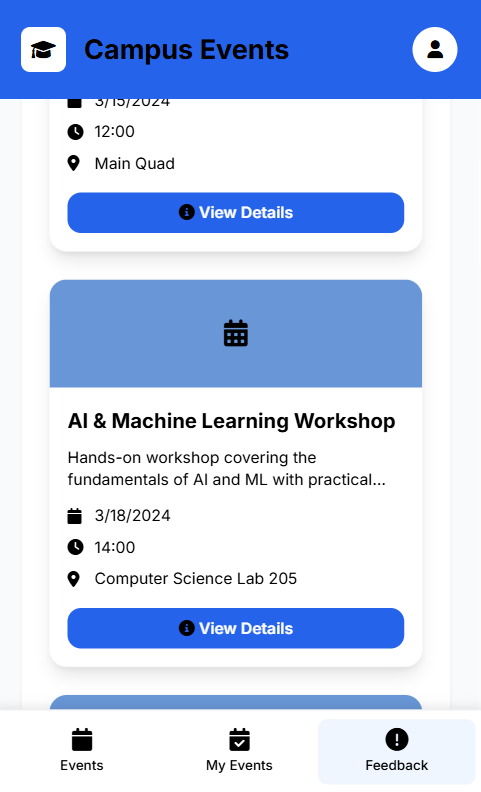 Campus Events
3/15/2024
12:00
Main Quad
View Details
AI & Machine Learning Workshop
Hands-on workshop covering the
fundamentals of AI and ML with practical...
3/18/2024
14:00
Computer Science Lab 205
View Details
Events
My Events
Feedback